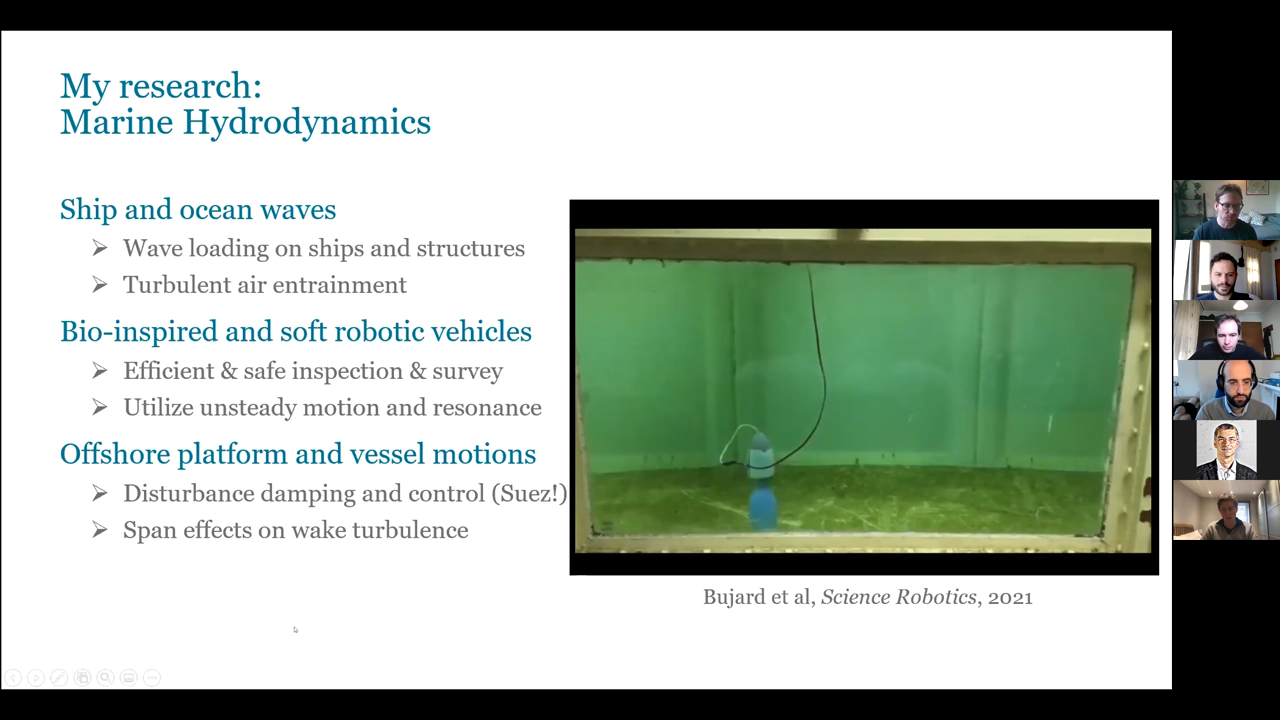 My research:
Marine Hydrodynamics
Ship and ocean waves
Wave loading on ships and structures
Turbulent air entrainment
Bio-inspired and soft robotic vehicles
Efficient & safe inspection & survey
Utilize unsteady motion and resonance
Offshore platform and vessel motions
Disturbance damping and control (Suez!)
Span effects on wake turbulence
Bujard et al, Science Robotics, 2021